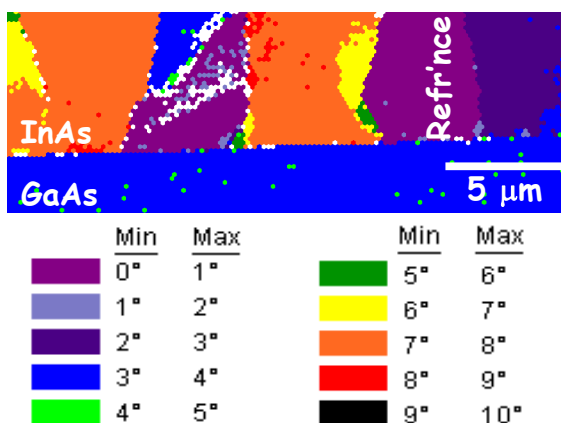 Refr'nce
InAs
GaAs
5 μm
Min Max Min Max
0° 1° 5° 6°
1° 2° 6° 7°
2° 3° 7° 8°
3° 4° 8° 9°
4° 5° 9° 10°